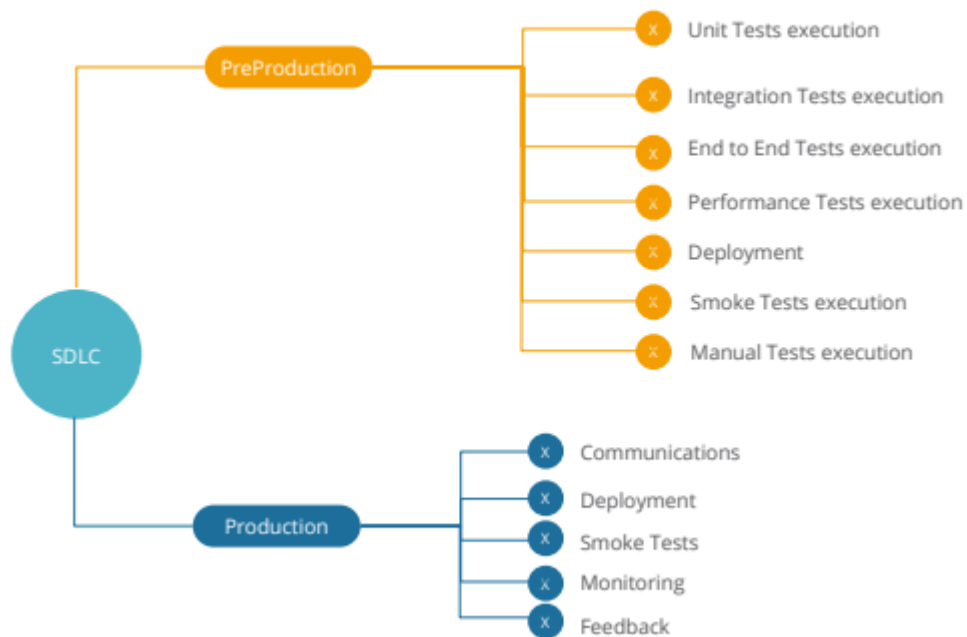 X Unit Tests execution
PreProduction
X Integration Tests execution
X End to End Tests execution
X Performance Tests execution
X Deployment
X Smoke Tests execution
SDLC
X Manual Tests execution
X Communications
X Deployment
Production
X Smoke Tests
X Monitoring
X Feedback